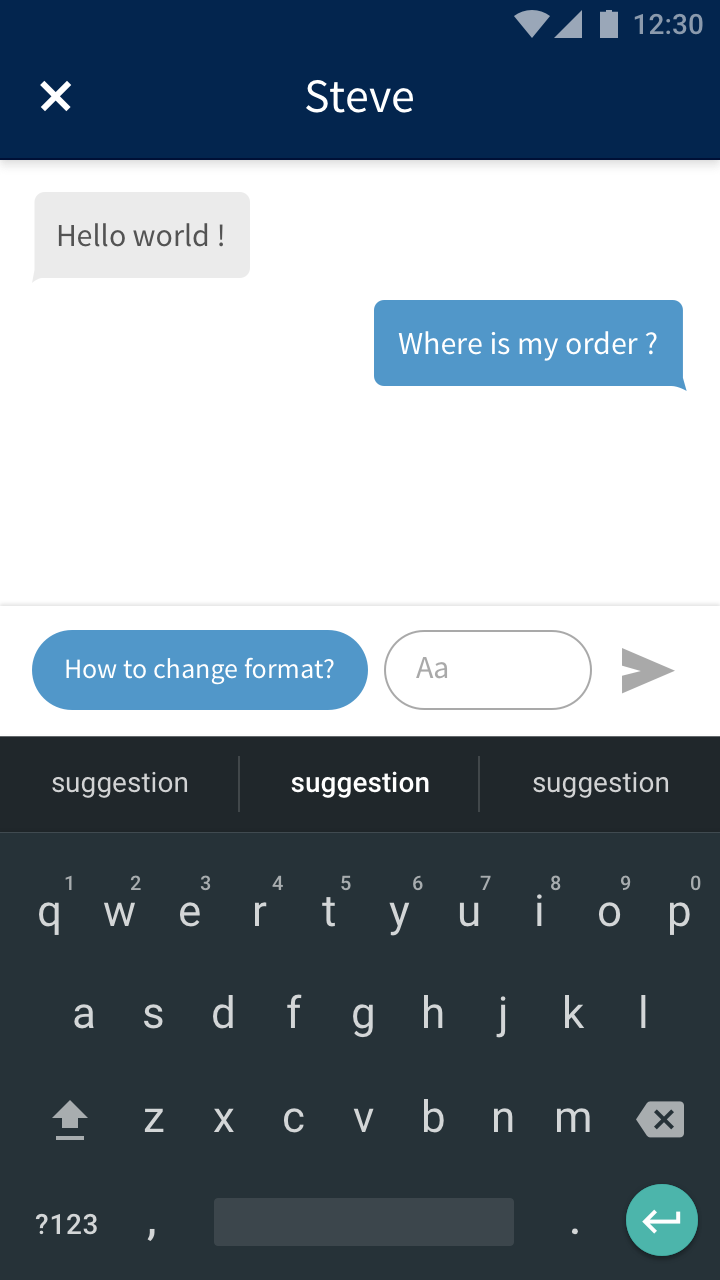 12:30
Steve
Hello world !
Where is my order ?
How to change format?
Aa
suggestion suggestion suggestion
1 2 3 4 5 6 7 8 9 0
q w e r t y u i o p
a s d f g h j k l
z x c v b n m
?123 , .